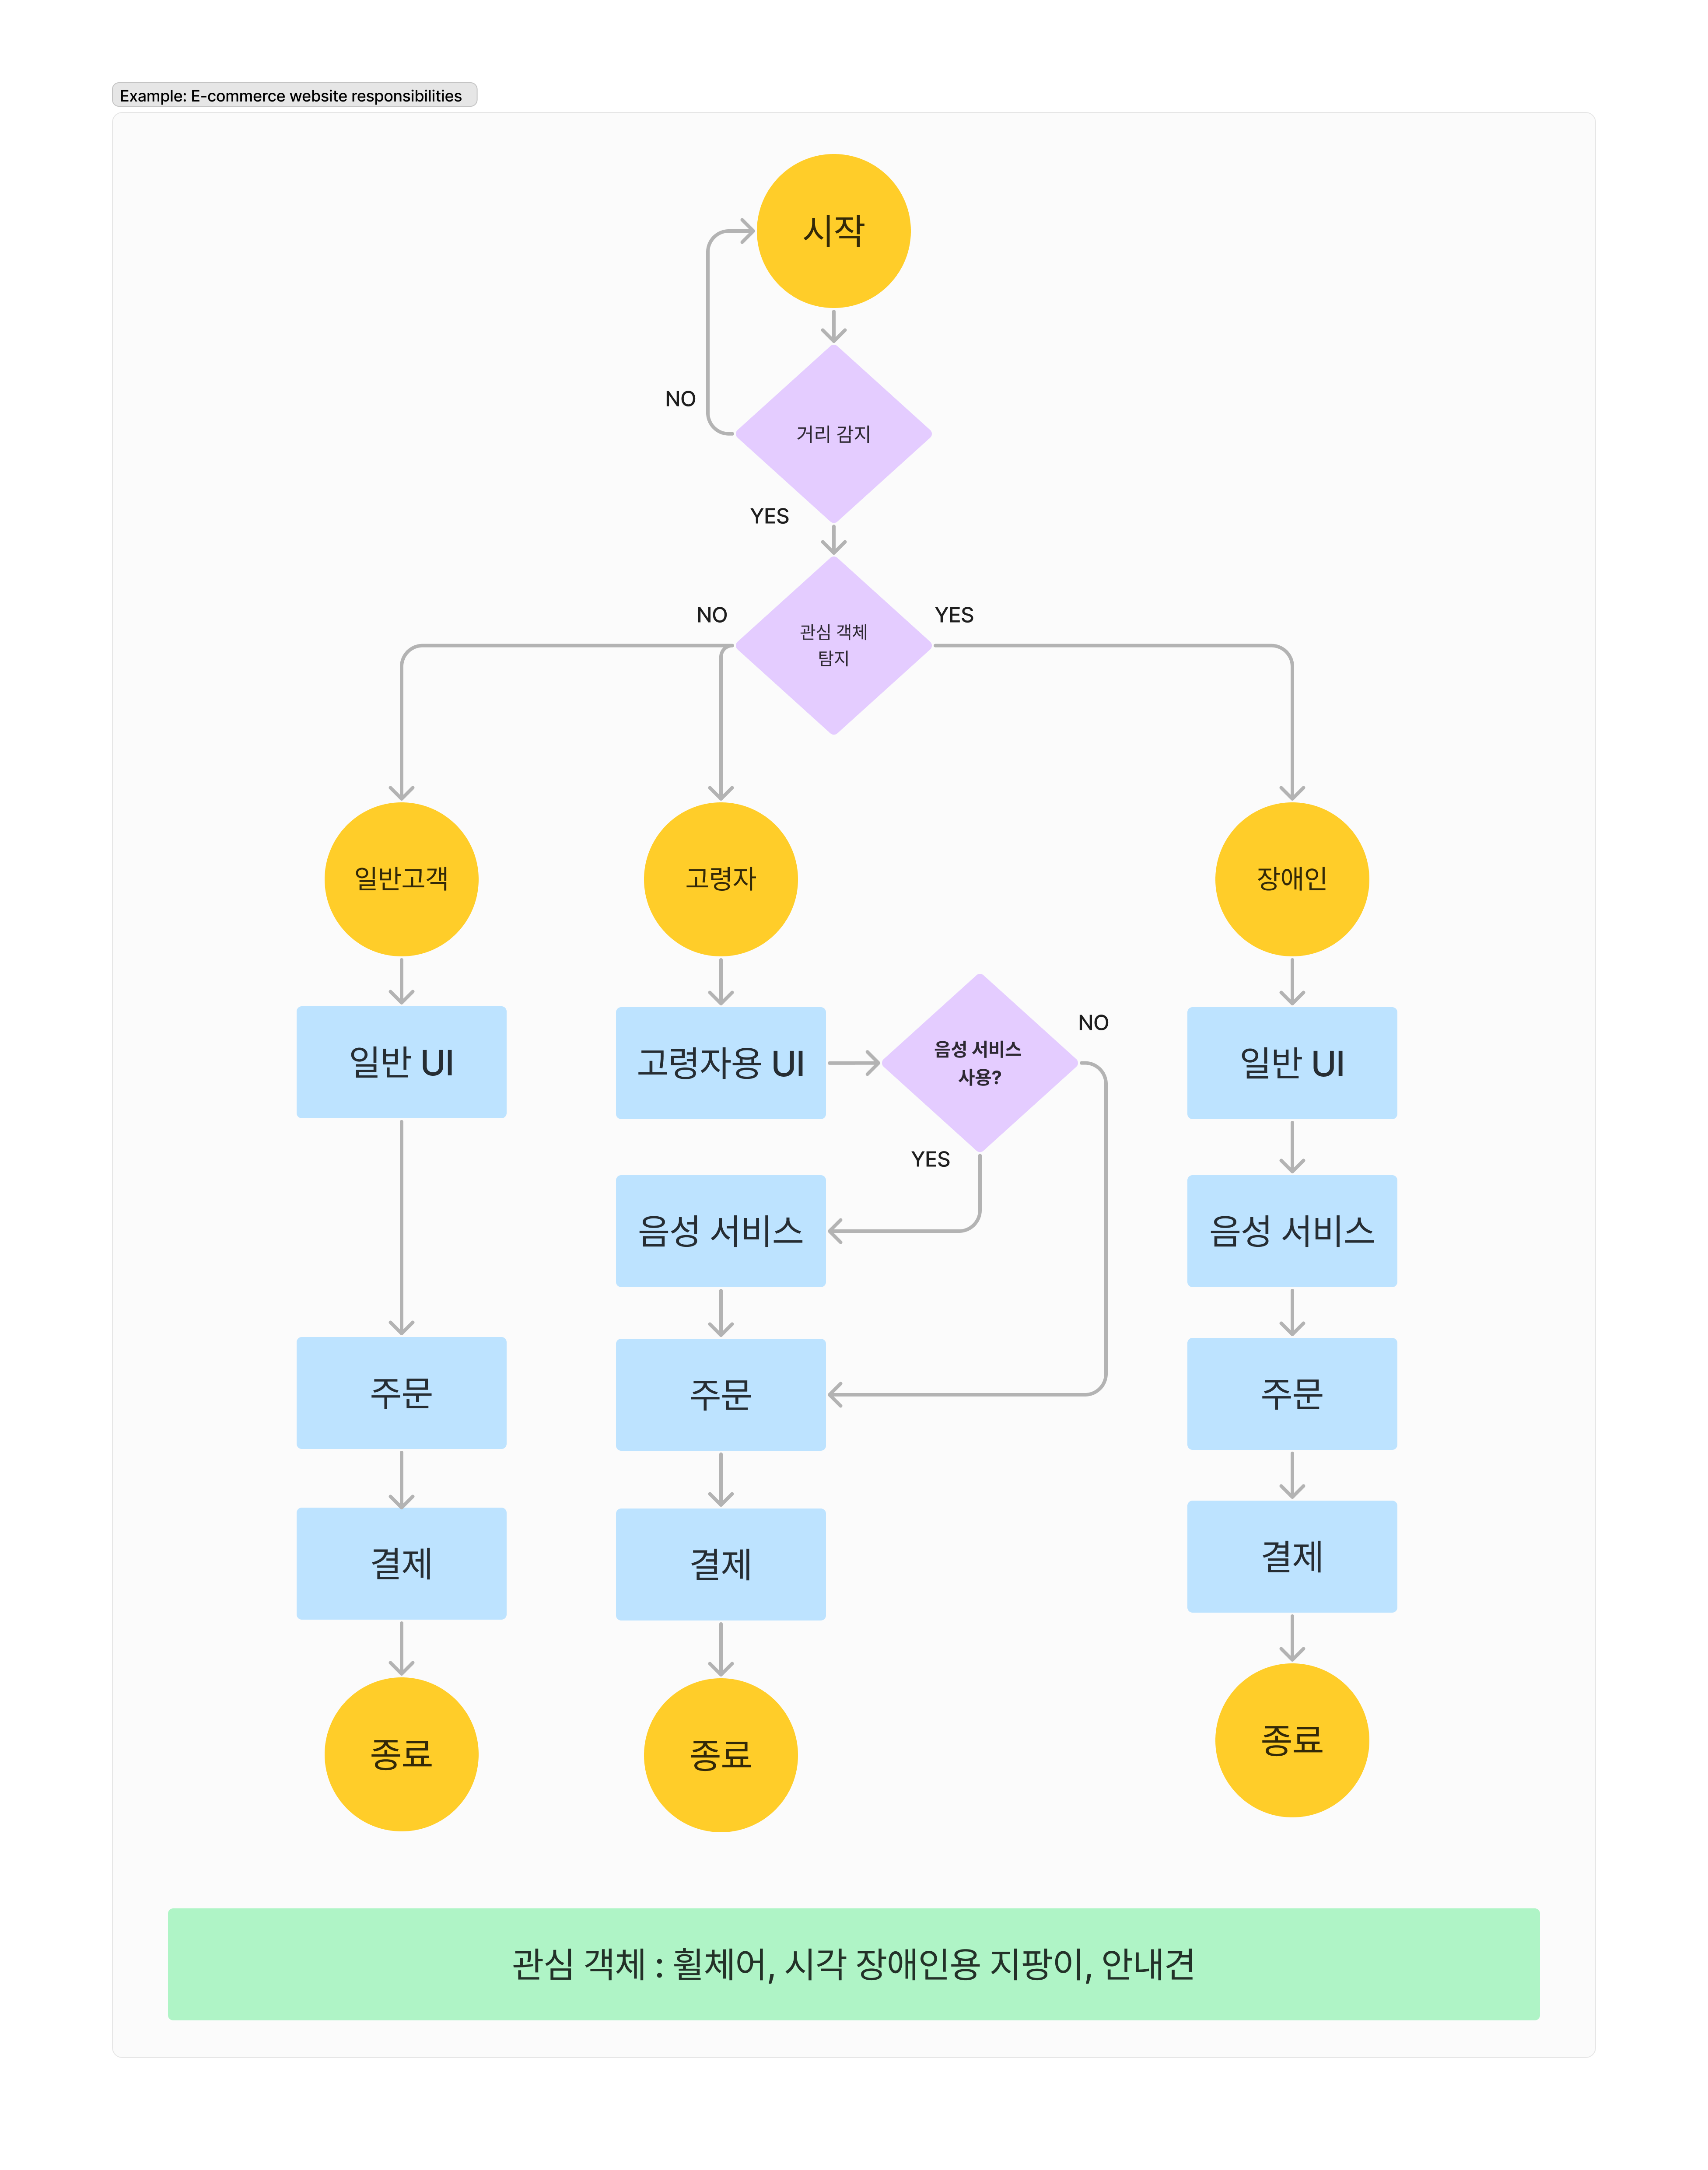 Example: E-commerce website responsibilities
시작
NO
거리 감지
YES
NO
YES
관심 객체
탐지
일반고객
고령자
장애인
NO
일반 UI
고령자용 UI
음성 서비스
사용?
일반 UI
YES
음성 서비스
음성 서비스
주문
주문
주문
결제
결제
결제
종료
종료
종료
관심 객체 : 휠체어, 시각 장애인용 지팡이, 안내견